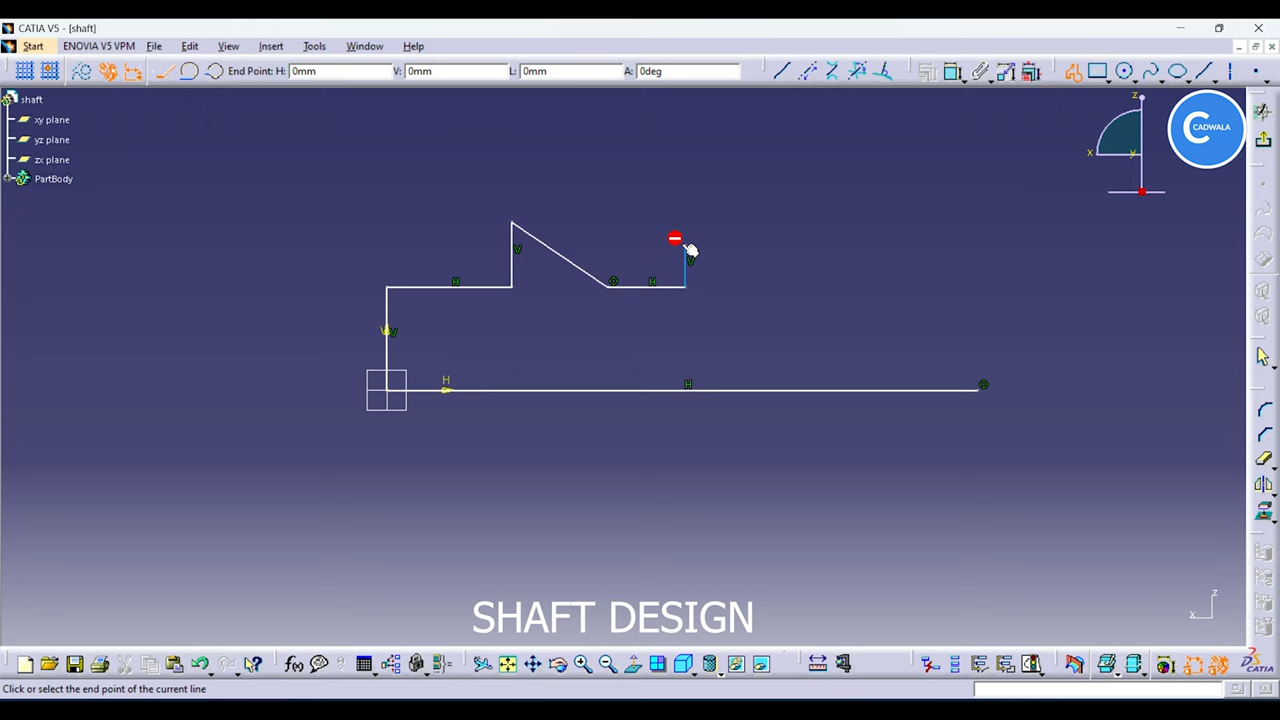 CATIA V5 - [shaft]
Start ENOVIA V5 VPM File Edit View Insert Tools Window Help
End Point: H: 0mm V: 0mm L: 0mm A: 0deg
shaft
xy plane
yz plane
zx plane
PartBody
z
x y
C CADWALA
V
H
O H
V
V V
H
H
O
SHAFT DESIGN
z
x
f(x)
CATIA
Click or select the end point of the current line